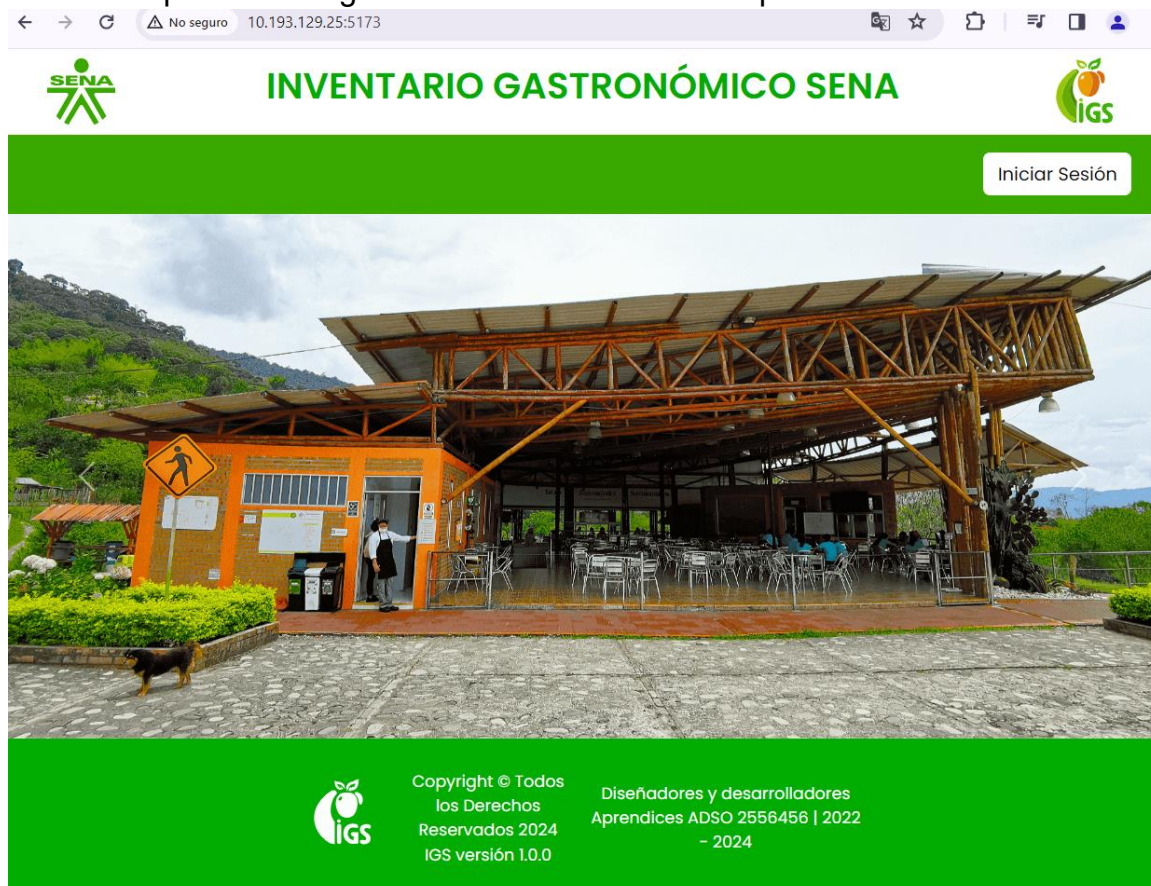 No seguro 10.193.129.25:5173
SENA
INVENTARIO GASTRONÓMICO SENA
iGS
Iniciar Sesión
iGS
Copyright © Todos
los Derechos
Reservados 2024
IGS versión 1.0.0
Diseñadores y desarrolladores
Aprendices ADSO 2556456 | 2022
- 2024